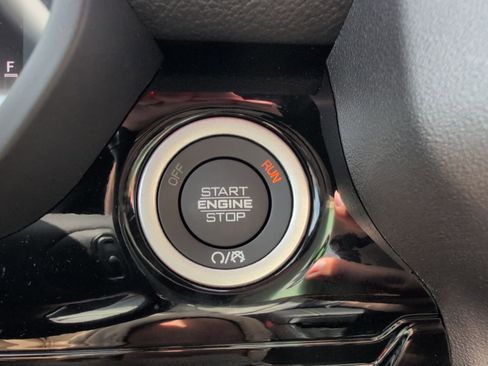 F
OFF
RUN
START
ENGINE
STOP